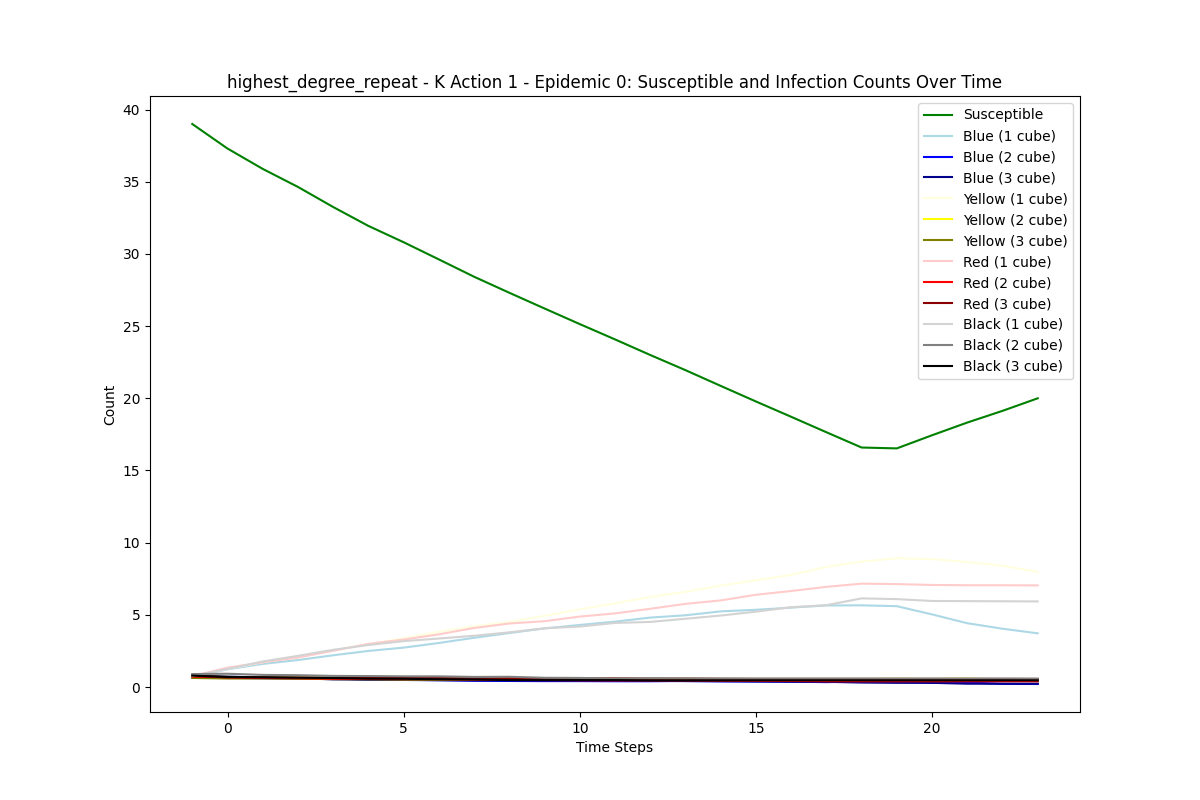 highest_degree_repeat - K Action 1 - Epidemic 0: Susceptible and Infection Counts Over Time
40
35
30
25
20
15
10
5
0
Count
0 5 10 15 20
Time Steps
Susceptible
Blue (1 cube)
Blue (2 cube)
Blue (3 cube)
Yellow (1 cube)
Yellow (2 cube)
Yellow (3 cube)
Red (1 cube)
Red (2 cube)
Red (3 cube)
Black (1 cube)
Black (2 cube)
Black (3 cube)